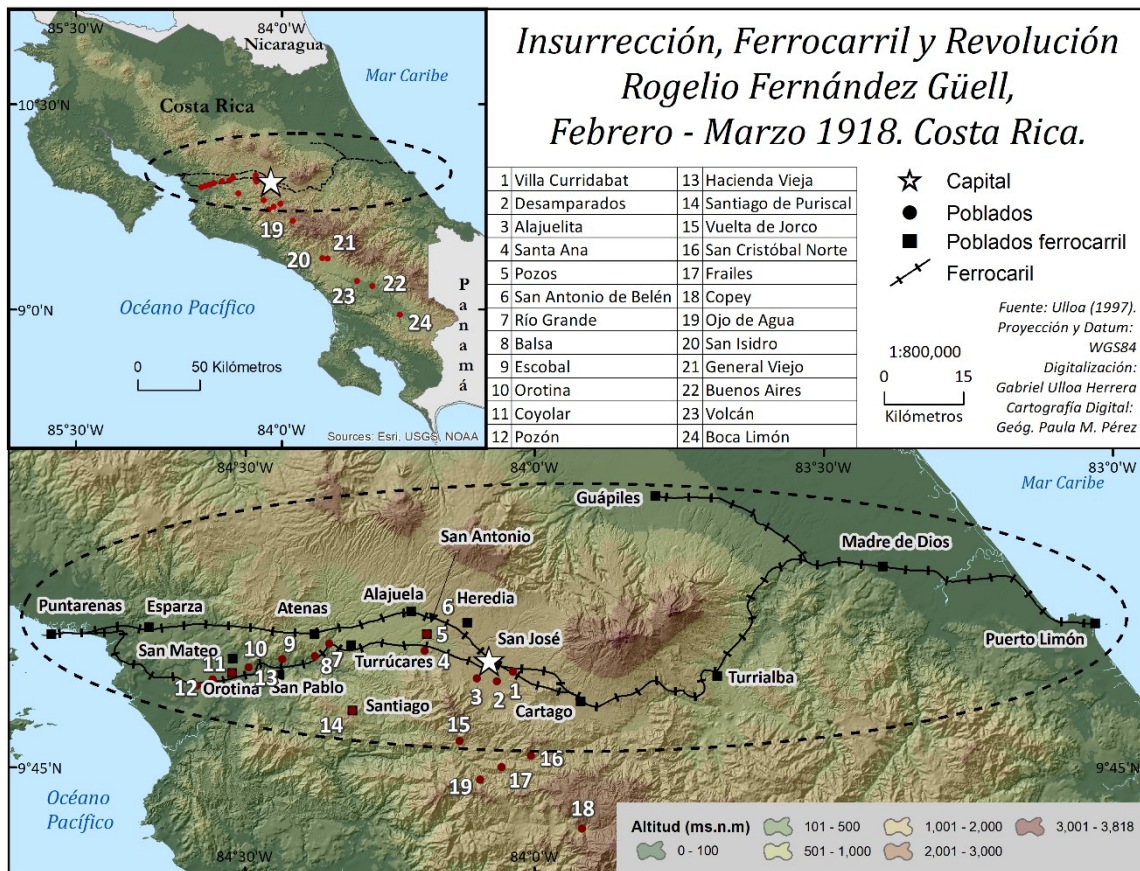 85°30'W
84°0'W
Nicaragua
Mar Caribe
10°30'N
Costa Rica
19
21
20
22
23
24
Océano Pacífico
Panamá
9°0'N
0
50 Kilómetros
Sources: Esri, USGS, NOAA
85°30'W
84°0'W
Insurrección, Ferrocarril y Revolución
Rogelio Fernández Güell,
Febrero - Marzo 1918. Costa Rica.
1 Villa Curridabat
2 Desamparados
3 Alajuelita
4 Santa Ana
5 Pozos
6 San Antonio de Belén
7 Río Grande
8 Balsa
9 Escobal
10 Orotina
11 Coyolar
12 Pozón
13 Hacienda Vieja
14 Santiago de Puriscal
15 Vuelta de Jorco
16 San Cristóbal Norte
17 Frailes
18 Copey
19 Ojo de Agua
20 San Isidro
21 General Viejo
22 Buenos Aires
23 Volcán
24 Boca Limón
Capital
Poblados
Poblados ferrocarril
Ferrocaril
1:800,000
0 15
Kilómetros
Fuente: Ulloa (1997).
Proyección y Datum:
WGS84
Digitalización:
Gabriel Ulloa Herrera
Cartografía Digital:
Geóg. Paula M. Pérez
84°30'W
84°0'W
83°30'W
83°0'W
Mar Caribe
Guápiles
San Antonio
Madre de Dios
Puntarenas
Esparza
Atenas
Alajuela
6
Heredia
5
San José
Puerto Limón
San Mateo
10
9
11
7
8
Turrúcares
4
Turrialba
12
Orotina
13
San Pablo
3
2
1
Cartago
14
Santiago
15
16
9°45'N
9°45'N
17
19
18
Océano
Pacífico
84°30'W
84°0'W
Altitud (ms.n.m)
0 - 100
101 - 500
501 - 1,000
1,001 - 2,000
2,001 - 3,000
3,001 - 3,818